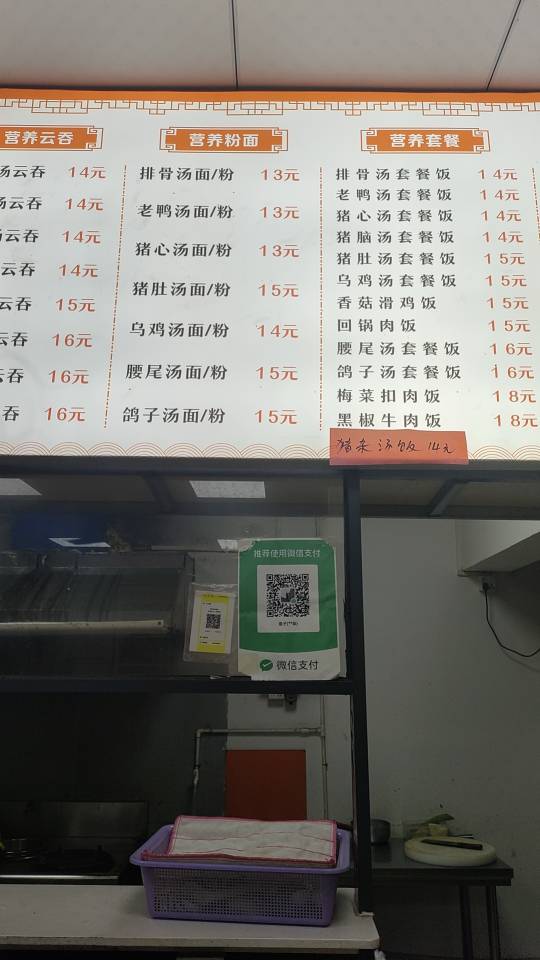 营养云吞
汤云吞 14元
汤云吞 14元
云吞 14元
云吞 14元
云吞 15元
云吞 16元
云吞 16元
吞 16元
营养粉面
排骨汤面/粉 13元
老鸭汤面/粉 13元
猪心汤面/粉 13元
猪肚汤面/粉 15元
乌鸡汤面/粉 14元
腰尾汤面/粉 15元
鸽子汤面/粉 15元
营养套餐
排骨汤套餐饭 14元
老鸭汤套餐饭 14元
猪心汤套餐饭 14元
猪脑汤套餐饭 14元
猪肚汤套餐饭 15元
乌鸡汤套餐饭 15元
香菇滑鸡饭 15元
回锅肉饭 15元
腰尾汤套餐饭 16元
鸽子汤套餐饭 16元
梅菜扣肉饭 18元
黑椒牛肉饭 18元
猪杂汤饭 14元
推荐使用微信支付
微信支付